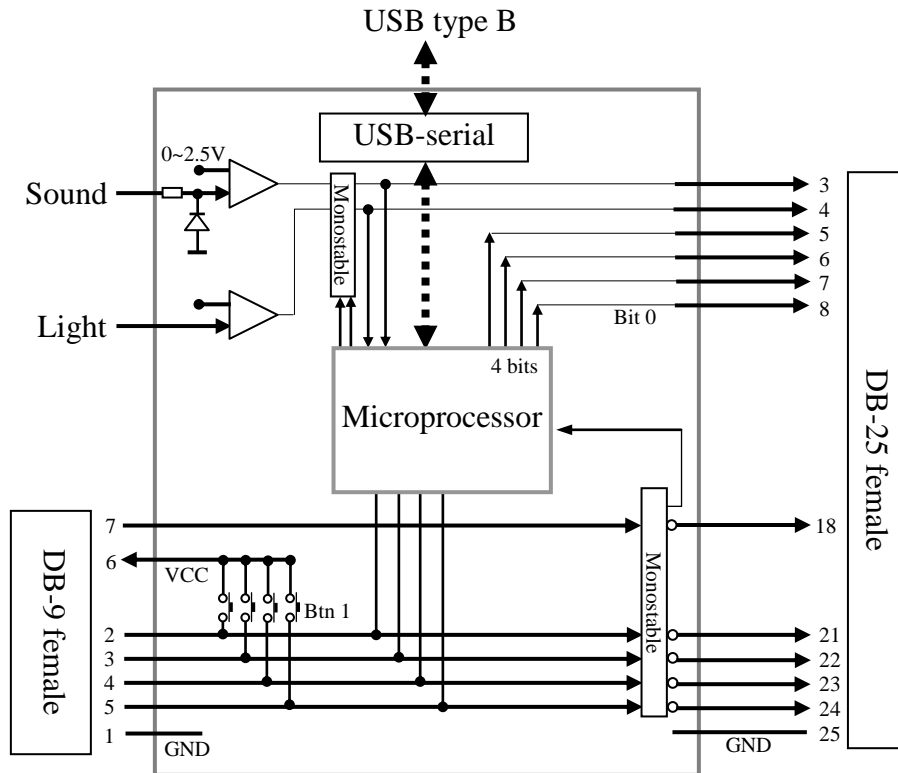 USB type B
USB-serial
0~2.5V
Sound
Monostable
3
4
5
6
7
8
Bit 0
Light
4 bits
Microprocessor
DB-25 female
DB-9 female
7
18
6
VCC
Btn 1
Monostable
2
21
3
22
4
23
5
24
1
GND
GND
25